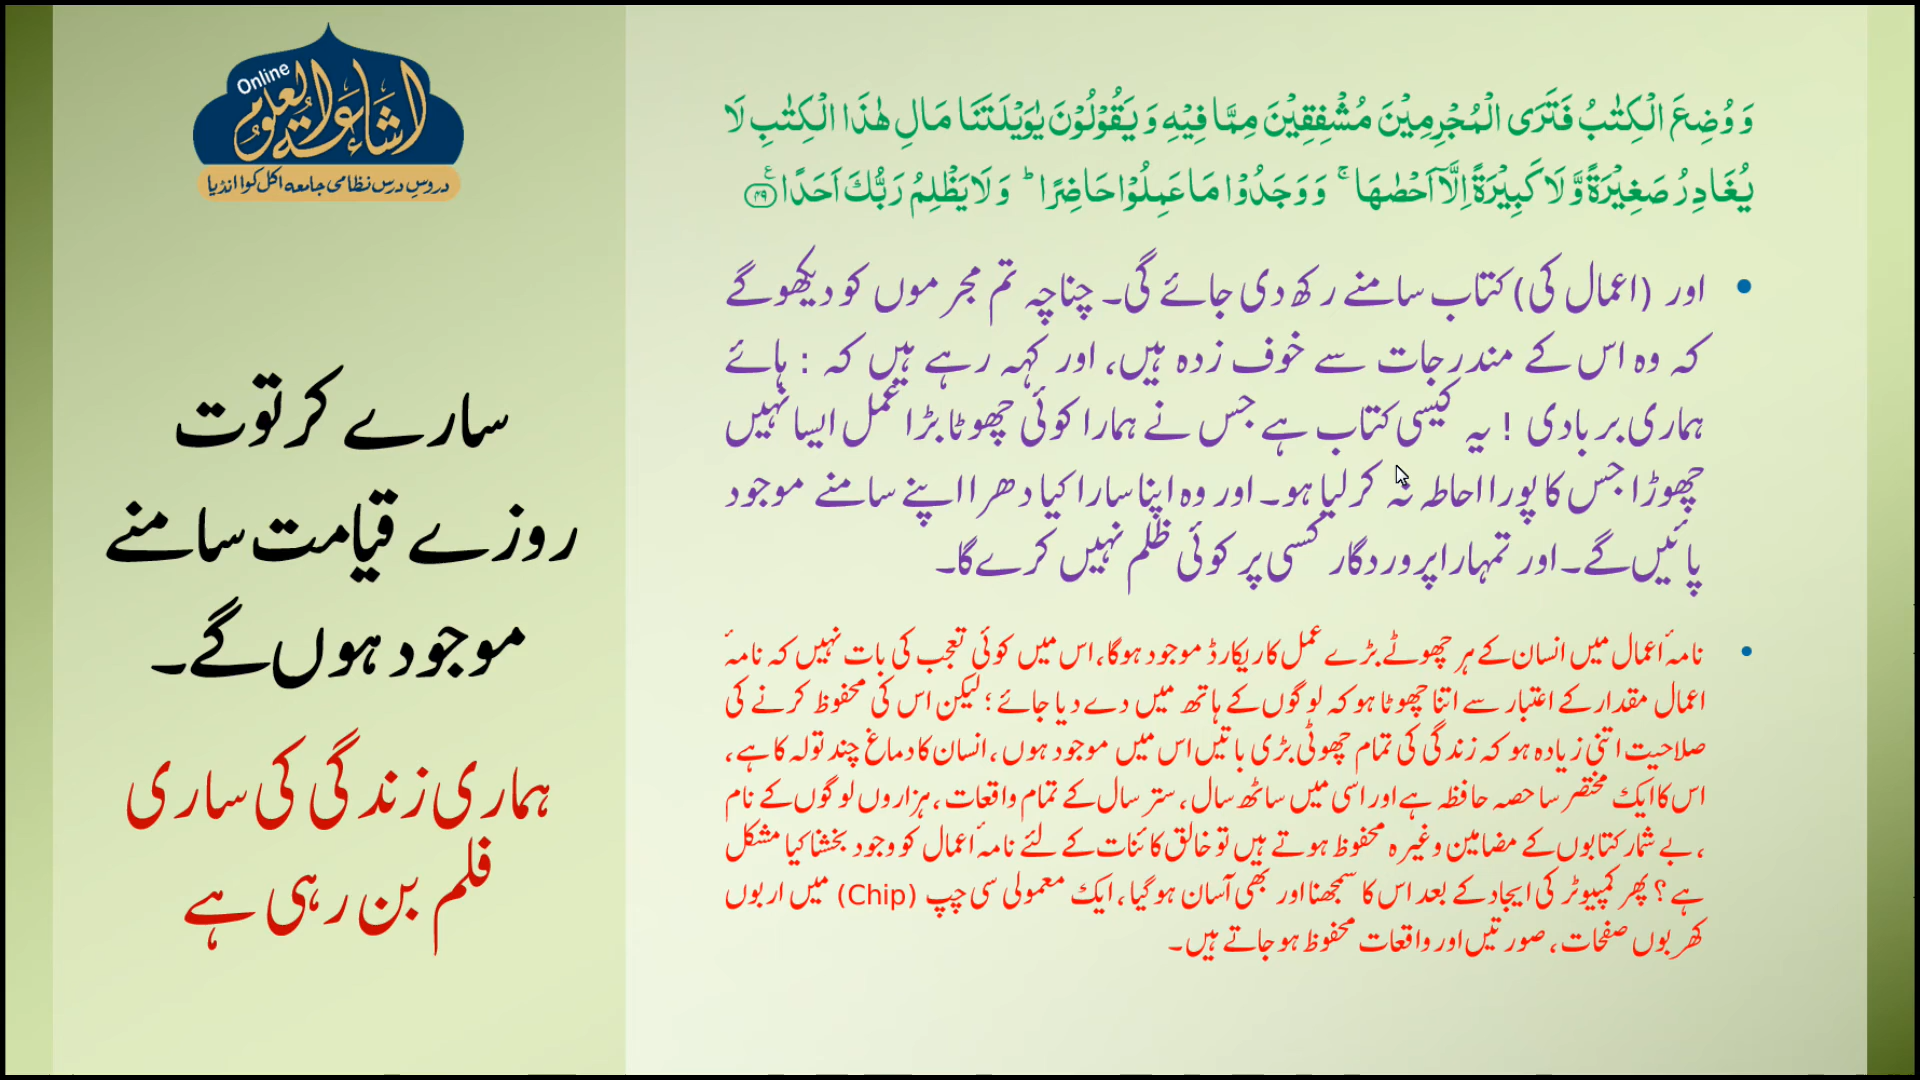 Online
اشاعۃ العلوم
دروسِ درس نظامی جامعہ اکل کوا انڈیا
سارے کرتوت
روزے قیامت سامنے
موجود ہوں گے۔
ہماری زندگی کی ساری
فلم بن رہی ہے
وَ وُضِعَ الْكِتٰبُ فَتَرَى الْمُجْرِمِيْنَ مُشْفِقِيْنَ مِمَّا فِيْهِ وَ يَقُوْلُوْنَ يٰوَيْلَتَنَا مَالِ هٰذَا الْكِتٰبِ لَا
يُغَادِرُ صَغِيْرَةً وَّ لَا كَبِيْرَةً اِلَّاۤ اَحْصٰىهَا ۚ وَ وَجَدُوْا مَا عَمِلُوْا حَاضِرًا ؕ وَ لَا يَظْلِمُ رَبُّكَ اَحَدًا ﴿۴۹﴾ ع
• اور (اعمال کی) کتاب سامنے رکھ دی جائے گی۔ چنانچہ تم مجرموں کو دیکھو گے
کہ وہ اس کے مندرجات سے خوف زدہ ہیں، اور کہہ رہے ہیں کہ : ہائے
ہماری بربادی ! یہ کیسی کتاب ہے جس نے ہمارا کوئی چھوٹا بڑا عمل ایسا نہیں
چھوڑا جس کا پورا احاطہ نہ کر لیا ہو۔ اور وہ اپنا سارا کیا دھرا اپنے سامنے موجود
پائیں گے۔ اور تمہارا پروردگار کسی پر کوئی ظلم نہیں کرے گا۔
• نامۂ اعمال میں انسان کے ہر چھوٹے بڑے عمل کا ریکارڈ موجود ہوگا، اس میں کوئی تعجب کی بات نہیں کہ نامۂ
اعمال مقدار کے اعتبار سے اتنا چھوٹا ہو کہ لوگوں کے ہاتھ میں دے دیا جائے ؛ لیکن اس کی محفوظ کرنے کی
صلاحیت اتنی زیادہ ہو کہ زندگی کی تمام چھوٹی بڑی باتیں اس میں موجود ہوں ، انسان کا دماغ چند تولہ کا ہے ،
اس کا ایک مختصر سا حصہ حافظہ ہے اور اسی میں ساٹھ سال ، ستر سال کے تمام واقعات ، ہزاروں لوگوں کے نام
، بے شمار کتابوں کے مضامین وغیرہ محفوظ ہوتے ہیں تو خالق کائنات کے لئے نامۂ اعمال کو وجود بخشنا کیا مشکل
ہے ؟ پھر کمپیوٹر کی ایجاد کے بعد اس کا سمجھنا اور بھی آسان ہو گیا ، ایک معمولی سی چپ (Chip) میں اربوں
کھربوں صفحات ، صورتیں اور واقعات محفوظ ہو جاتے ہیں۔